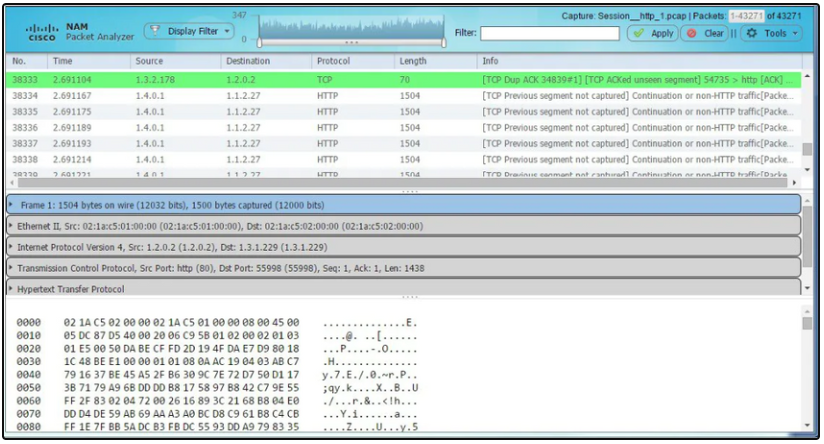 347
NAM
CISCO Packet Analyzer
Display Filter
0
Capture: Session__http_1.pcap | Packets: 1-43271 of 43271
Filter:
Apply
Clear
Tools
No. Time Source Destination Protocol Length Info
38333 2.691104 1.3.2.178 1.2.0.2 TCP 70 [TCP Dup ACK 34839#1] [TCP ACKed unseen segment] 54735 > http [ACK] ...
38334 2.691167 1.4.0.1 1.1.2.27 HTTP 1504 [TCP Previous segment not captured] Continuation or non-HTTP traffic[Packe...
38335 2.691175 1.4.0.1 1.1.2.27 HTTP 1504 [TCP Previous segment not captured] Continuation or non-HTTP traffic[Packe...
38336 2.691189 1.4.0.1 1.1.2.27 HTTP 1504 [TCP Previous segment not captured] Continuation or non-HTTP traffic[Packe...
38337 2.691193 1.4.0.1 1.1.2.27 HTTP 1504 [TCP Previous segment not captured] Continuation or non-HTTP traffic[Packe...
38338 2.691214 1.4.0.1 1.1.2.27 HTTP 1504 [TCP Previous segment not captured] Continuation or non-HTTP traffic[Packe...
38339 2.691221 1.4.0.1 1.1.2.27 HTTP 1504 [TCP Previous segment not captured] Continuation or non-HTTP traffic[Packe...
Frame 1: 1504 bytes on wire (12032 bits), 1500 bytes captured (12000 bits)
Ethernet II, Src: 02:1a:c5:01:00:00 (02:1a:c5:01:00:00), Dst: 02:1a:c5:02:00:00 (02:1a:c5:02:00:00)
Internet Protocol Version 4, Src: 1.2.0.2 (1.2.0.2), Dst: 1.3.1.229 (1.3.1.229)
Transmission Control Protocol, Src Port: http (80), Dst Port: 55998 (55998), Seq: 1, Ack: 1, Len: 1438
Hypertext Transfer Protocol
0000 02 1A C5 02 00 00 02 1A C5 01 00 00 08 00 45 00 ..............E.
0010 05 DC 87 D5 40 00 20 06 C9 5B 01 02 00 02 01 03 ....@. ..[......
0020 01 E5 00 50 DA BE CF FD 2D 19 4F DA E7 D9 80 18 ...P....-.O.....
0030 1C 48 BE E1 00 00 01 01 08 0A AC 19 04 03 AB C7 .H..............
0040 79 16 37 BE 45 A5 2F B6 30 9C 7E 72 D7 50 D1 17 y.7.E./.0.~r.P..
0050 3B 71 79 A9 6B DD DD B8 17 58 97 B8 42 C7 9E 55 ;qy.k....X..B..U
0060 FF 2F 83 02 04 72 00 26 16 89 3C 21 68 B8 04 E0 ./...r.&..<!h...
0070 DD D4 DE 59 AB 69 AA A3 A0 BC D8 C9 61 B8 C4 CB ...Y.i......a...
0080 FF 1E 7F BB 5A DC B3 FB DC 55 93 DD A9 79 83 35 ....Z....U...y.5